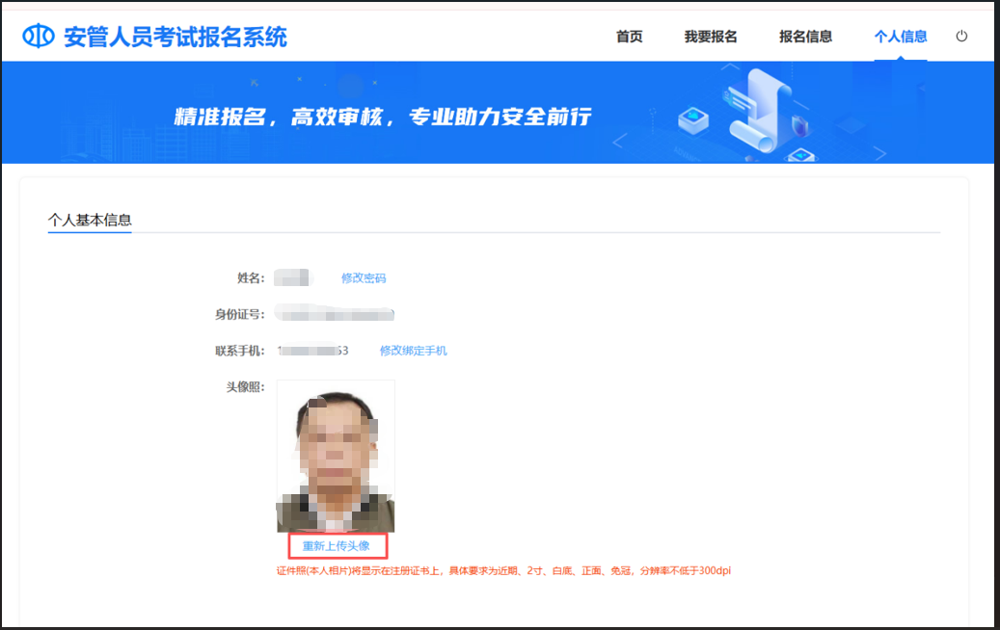 安管人员考试报名系统
首页 我要报名 报名信息 个人信息
精准报名，高效审核，专业助力安全前行
个人基本信息
姓名： 修改密码
身份证号：
联系手机： 53 修改绑定手机
头像照：
重新上传头像
证件照(本人相片)将显示在注册证书上，具体要求为近期、2寸、白底、正面、免冠，分辨率不低于300dpi